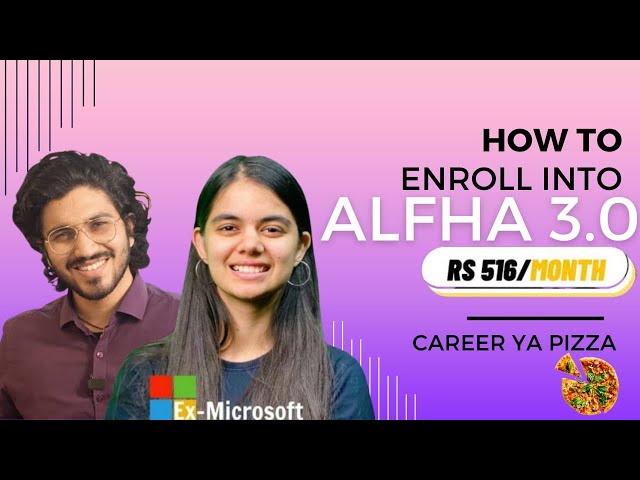 HOW TO
ENROLL INTO
ALFHA 3.0
RS 516/MONTH
CAREER YA PIZZA
Ex-Microsoft